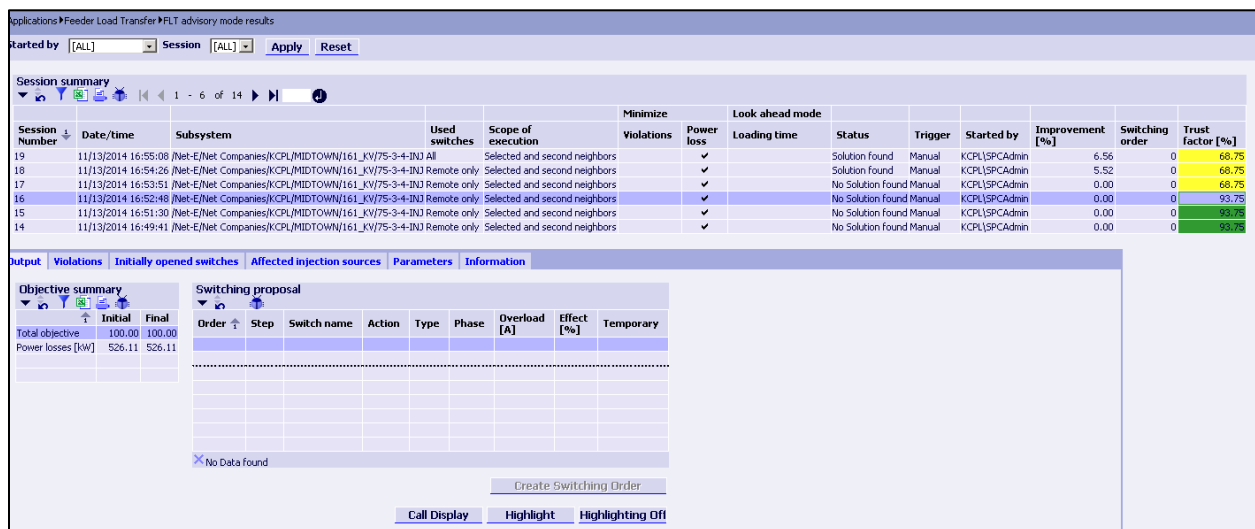 Applications Feeder Load Transfer FLT advisory mode results
Started by [ALL] Session [ALL] Apply Reset
Session summary
1 - 6 of 14
Minimize Look ahead mode
Session Number 1 Date/time Subsystem Used switches Scope of execution Violations Power loss Loading time Status Trigger Started by Improvement [%] Switching order Trust factor [%]
19 11/13/2014 16:55:08 /Net-E/Net Companies/KCPL/MIDTOWN/161_KV/75-3-4-INJ All Selected and second neighbors ✔ Solution found Manual KCPL\SPCAdmin 6.56 0 68.75
18 11/13/2014 16:54:26 /Net-E/Net Companies/KCPL/MIDTOWN/161_KV/75-3-4-INJ Remote only Selected and second neighbors ✔ Solution found Manual KCPL\SPCAdmin 5.52 0 68.75
17 11/13/2014 16:53:51 /Net-E/Net Companies/KCPL/MIDTOWN/161_KV/75-3-4-INJ Remote only Selected and second neighbors ✔ No Solution found Manual KCPL\SPCAdmin 0.00 0 68.75
16 11/13/2014 16:52:48 /Net-E/Net Companies/KCPL/MIDTOWN/161_KV/75-3-4-INJ Remote only Selected and second neighbors ✔ No Solution found Manual KCPL\SPCAdmin 0.00 0 93.75
15 11/13/2014 16:51:30 /Net-E/Net Companies/KCPL/MIDTOWN/161_KV/75-3-4-INJ Remote only Selected and second neighbors ✔ No Solution found Manual KCPL\SPCAdmin 0.00 0 93.75
14 11/13/2014 16:49:41 /Net-E/Net Companies/KCPL/MIDTOWN/161_KV/75-3-4-INJ Remote only Selected and second neighbors ✔ No Solution found Manual KCPL\SPCAdmin 0.00 0 93.75
Output Violations Initially opened switches Affected injection sources Parameters Information
Objective summary
1 Initial Final
Total objective 100.00 100.00
Power losses [kW] 526.11 526.11
Switching proposal
Order 1 Step Switch name Action Type Phase Overload [A] Effect [%] Temporary
No Data found
Create Switching Order
Call Display Highlight Highlighting Off